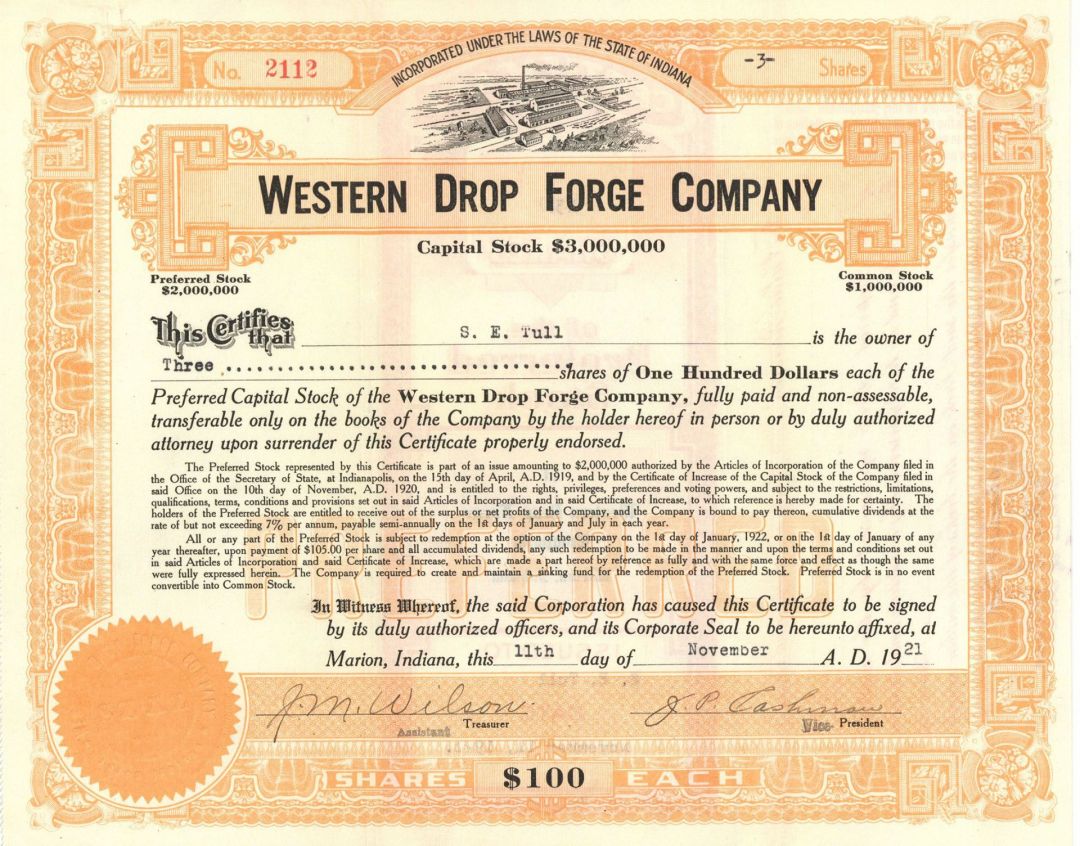 No. 2112
INCORPORATED UNDER THE LAWS OF THE STATE OF INDIANA
-3- Shares
WESTERN DROP FORGE COMPANY
Capital Stock $3,000,000
Preferred Stock
$2,000,000
Common Stock
$1,000,000
This Certifies that S. E. Tull is the owner of
Three shares of One Hundred Dollars each of the
Preferred Capital Stock of the Western Drop Forge Company, fully paid and non-assessable,
transferable only on the books of the Company by the holder hereof in person or by duly authorized
attorney upon surrender of this Certificate properly endorsed.
The Preferred Stock represented by this Certificate is part of an issue amounting to $2,000,000 authorized by the Articles of Incorporation of the Company filed in
the Office of the Secretary of State, at Indianapolis, on the 15th day of April, A.D. 1919, and by the Certificate of Increase of the Capital Stock of the Company filed in
said Office on the 10th day of November, A.D. 1920, and is entitled to the rights, privileges, preferences and voting powers, and subject to the restrictions, limitations,
qualifications, terms, conditions and provisions set out in said Articles of Incorporation and in said Certificate of Increase, to which reference is hereby made for certainty. The
holders of the Preferred Stock are entitled to receive out of the surplus or net profits of the Company, and the Company is bound to pay thereon, cumulative dividends at the
rate of but not exceeding 7% per annum, payable semi-annually on the 1st days of January and July in each year.
All or any part of the Preferred Stock is subject to redemption at the option of the Company on the 1st day of January, 1922, or on the 1st day of January of any
year thereafter, upon payment of $105.00 per share and all accumulated dividends, any such redemption to be made in the manner and upon the terms and conditions set out
in said Articles of Incorporation and said Certificate of Increase, which are made a part hereof by reference as fully and with the same force and effect as though the same
were fully expressed herein. The Company is required to create and maintain a sinking fund for the redemption of the Preferred Stock. Preferred Stock is in no event
convertible into Common Stock.
PREFERRED
In Witness Whereof, the said Corporation has caused this Certificate to be signed
by its duly authorized officers, and its Corporate Seal to be hereunto affixed, at
Marion, Indiana, this 11th day of November A. D. 1921
J. M. Wilson
Assistant Treasurer
J. P. Cashman
Vice- President
SHARES $100 EACH